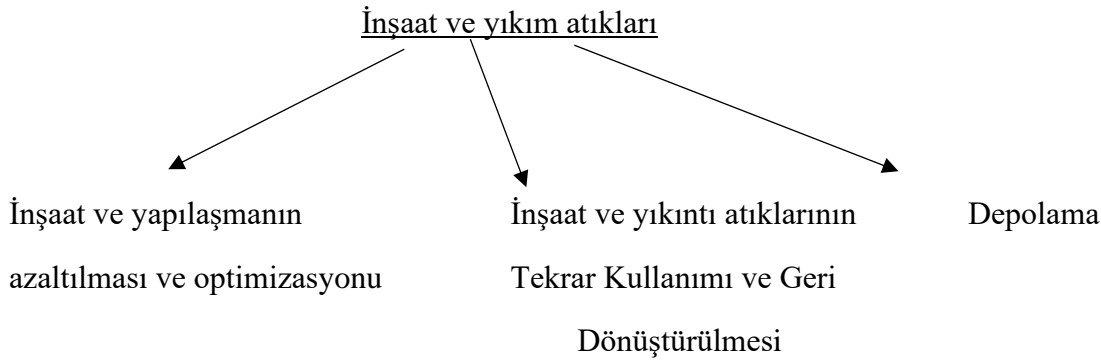 İnşaat ve yıkım atıkları
İnşaat ve yapılaşmanın
azaltılması ve optimizasyonu
İnşaat ve yıkıntı atıklarının
Tekrar Kullanımı ve Geri
Dönüştürülmesi
Depolama